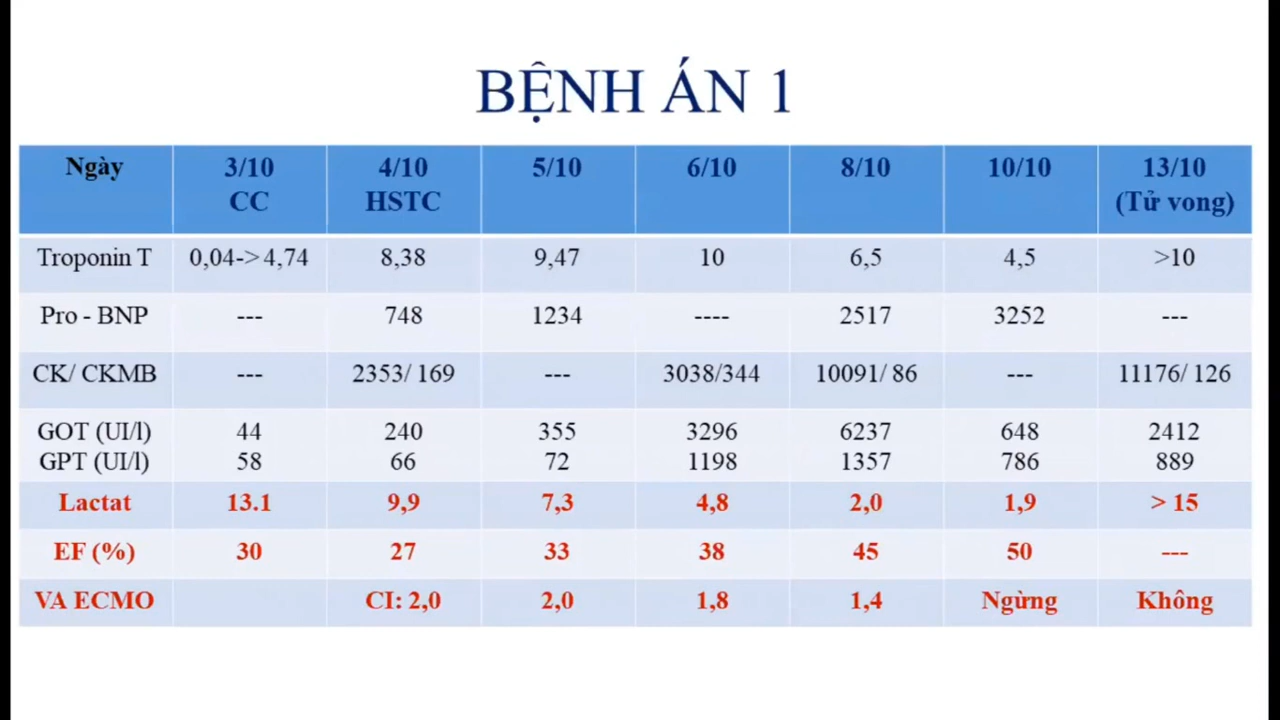 BỆNH ÁN 1
Ngày 3/10 4/10 5/10 6/10 8/10 10/10 13/10
CC HSTC (Tử vong)
Troponin T 0,04->4,74 8,38 9,47 10 6,5 4,5 >10
Pro - BNP --- 748 1234 ---- 2517 3252 ---
CK/ CKMB --- 2353/ 169 --- 3038/344 10091/ 86 --- 11176/ 126
GOT (UI/l) 44 240 355 3296 6237 648 2412
GPT (UI/l) 58 66 72 1198 1357 786 889
Lactat 13.1 9,9 7,3 4,8 2,0 1,9 > 15
EF (%) 30 27 33 38 45 50 ---
VA ECMO CI: 2,0 2,0 1,8 1,4 Ngừng Không